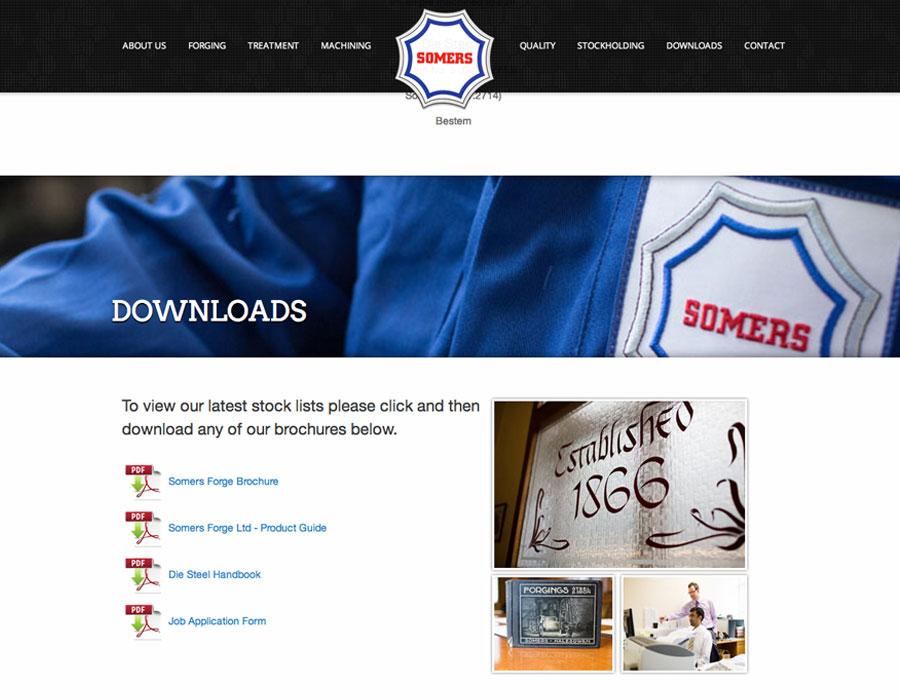 ABOUT US FORGING TREATMENT MACHINING SOMERS QUALITY STOCKHOLDING DOWNLOADS CONTACT
.2714)
Bestem
DOWNLOADS
SOMERS
To view our latest stock lists please click and then
download any of our brochures below.
PDF
Somers Forge Brochure
PDF
Somers Forge Ltd - Product Guide
PDF
Die Steel Handbook
PDF
Job Application Form
Established
1866
FORGINGS STEEL
SOMERS - HALESOWEN